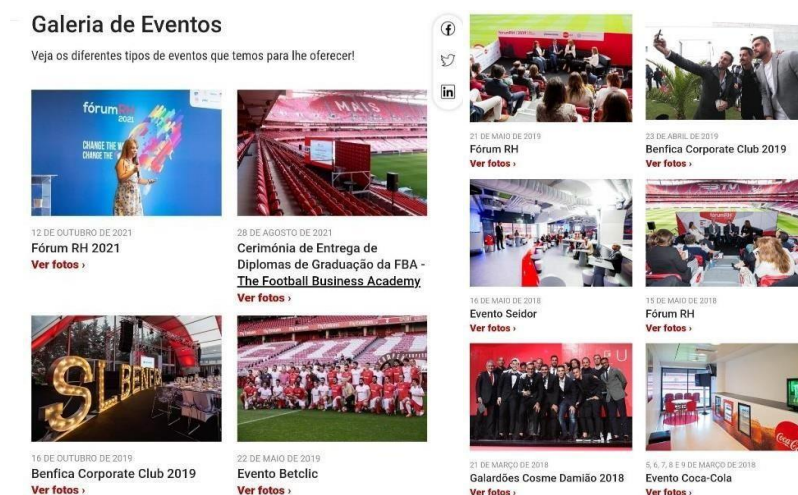 Galeria de Eventos
Veja os diferentes tipos de eventos que temos para lhe oferecer!
fórumRH
2021
CHANGE THE
CHANGE THE
MAIS
12 DE OUTUBRO DE 2021
Fórum RH 2021
Ver fotos ›
28 DE AGOSTO DE 2021
Cerimónia de Entrega de
Diplomas de Graduação da FBA -
The Football Business Academy
Ver fotos ›
SL BENFICA
16 DE OUTUBRO DE 2019
Benfica Corporate Club 2019
Ver fotos ›
22 DE MAIO DE 2019
Evento Betclic
Ver fotos ›
f
in
21 DE MAIO DE 2019
Fórum RH
Ver fotos ›
23 DE ABRIL DE 2019
Benfica Corporate Club 2019
Ver fotos ›
16 DE MAIO DE 2018
Evento Seidor
Ver fotos ›
fórumRH
15 DE MAIO DE 2018
Fórum RH
Ver fotos ›
21 DE MARÇO DE 2018
Galardões Cosme Damião 2018
Ver fotos ›
Coca-Cola
5, 6, 7, 8 E 9 DE MARÇO DE 2018
Evento Coca-Cola
Ver fotos ›